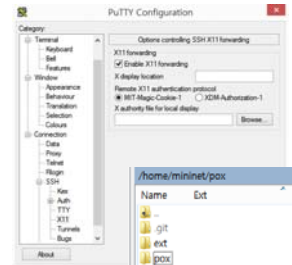 PuTTY Configuration
Category:
Terminal
Keyboard
Bell
Features
Window
Appearance
Behaviour
Translation
Selection
Colours
Connection
Data
Proxy
Telnet
Rlogin
SSH
Kex
Auth
TTY
X11
Tunnels
Bugs
About
Options controlling SSH X11 forwarding
X11 forwarding
Enable X11 forwarding
X display location
Remote X11 authentication protocol
MIT-Magic-Cookie-1 XDM-Authorization-1
X authority file for local display
Browse...
/home/mininet/pox
Name Ext
..
.git
ext
pox